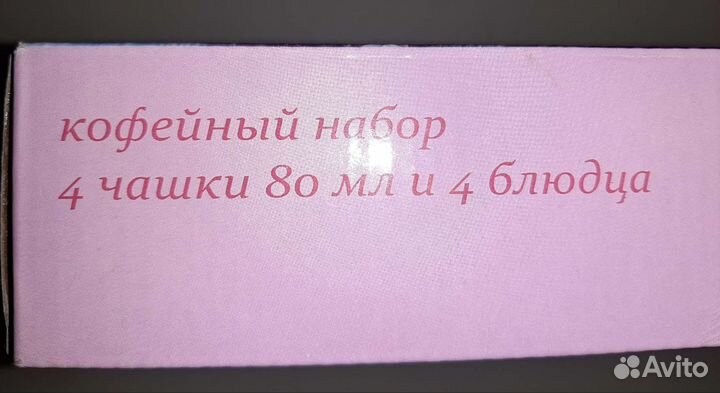 кофейный набор
4 чашки 80 мл и 4 блюдца
Avito